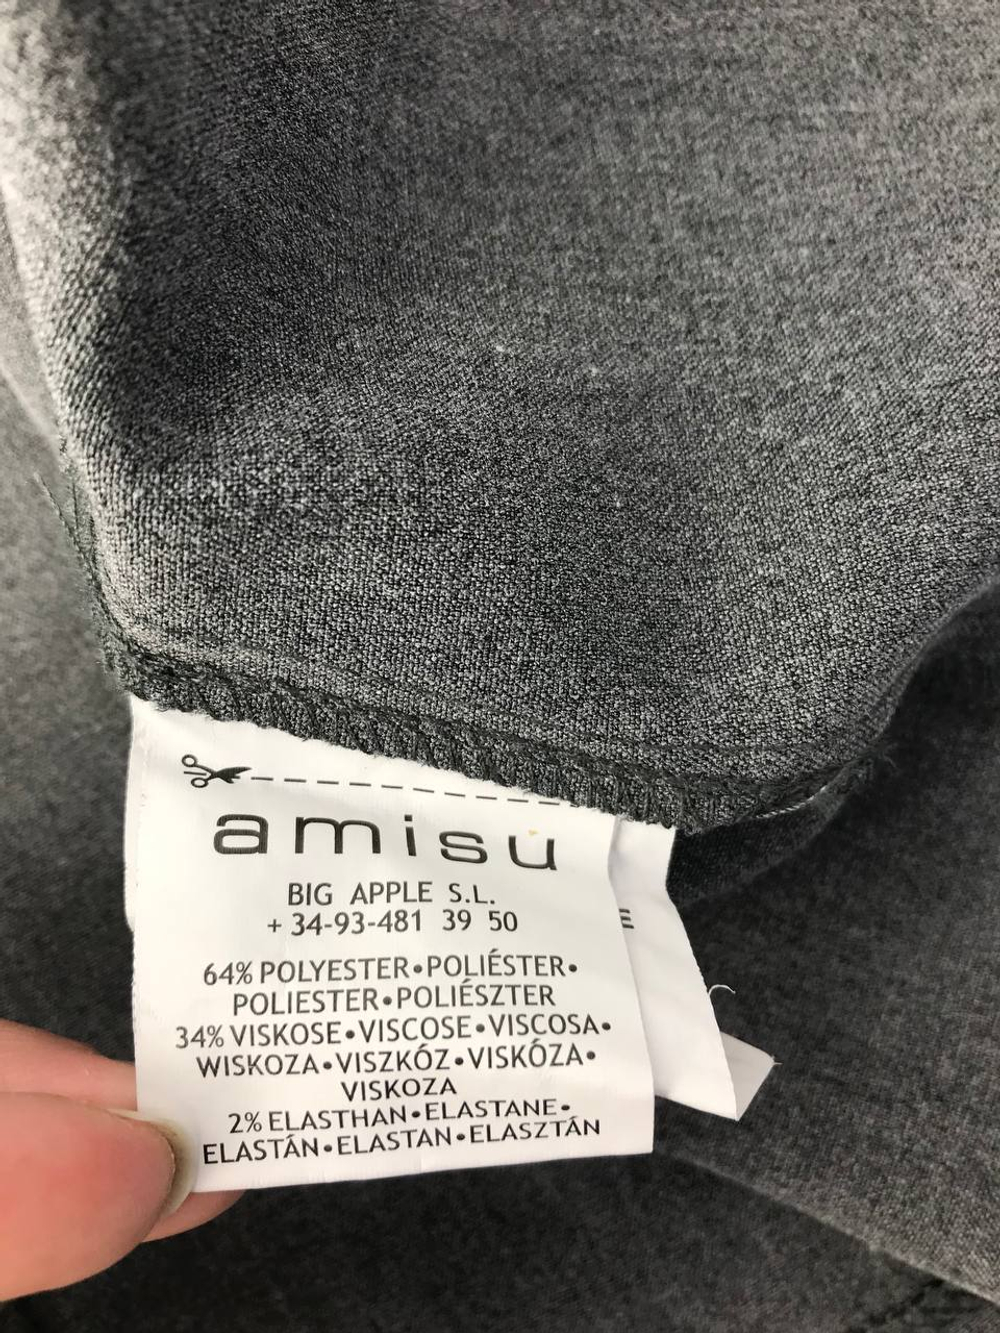 amisu
BIG APPLE S.L.
+ 34-93-481 39 50
64% POLYESTER•POLIÉSTER•
POLIESTER•POLIÉSZTER
34% VISKOSE•VISCOSE•VISCOSA•
WISKOZA•VISZKÓZ•VISKÓZA•
VISKOZA
2% ELASTHAN•ELASTANE•
ELASTÁN•ELASTAN•ELASZTÁN